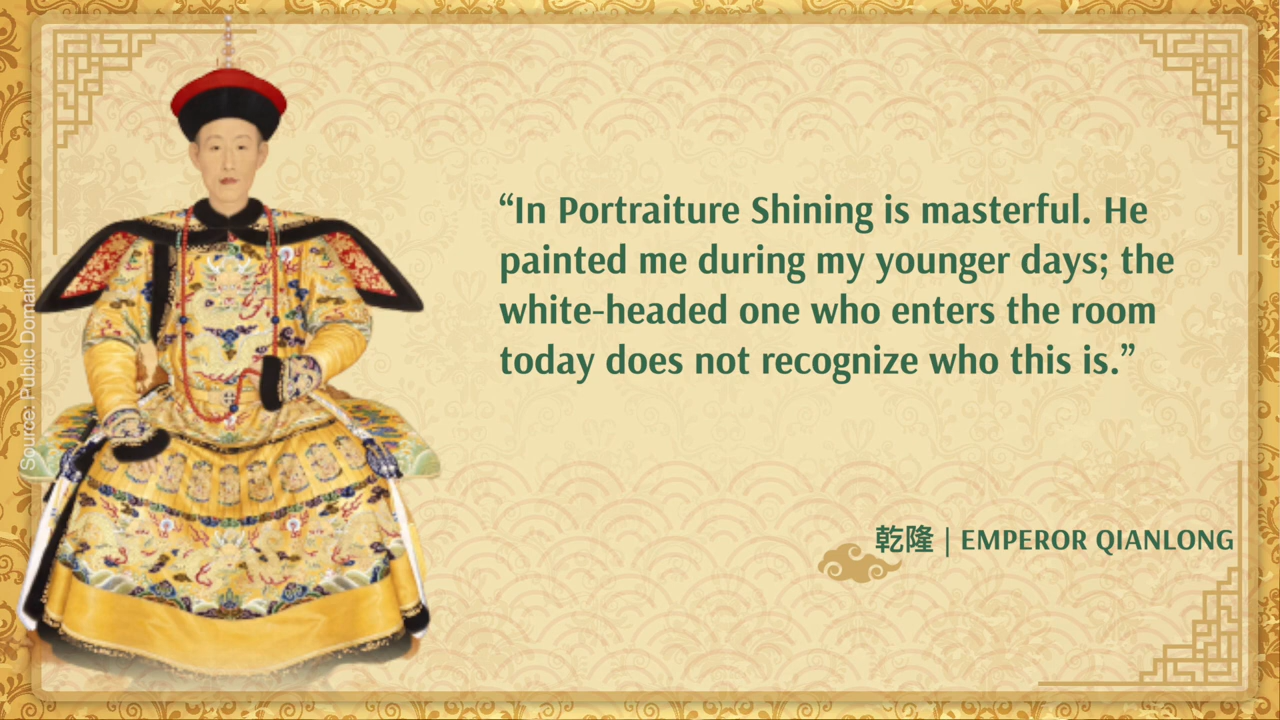 “In Portraiture Shining is masterful. He
painted me during my younger days; the
white-headed one who enters the room
today does not recognize who this is.”
乾隆 | EMPEROR QIANLONG
Source: Public Domain